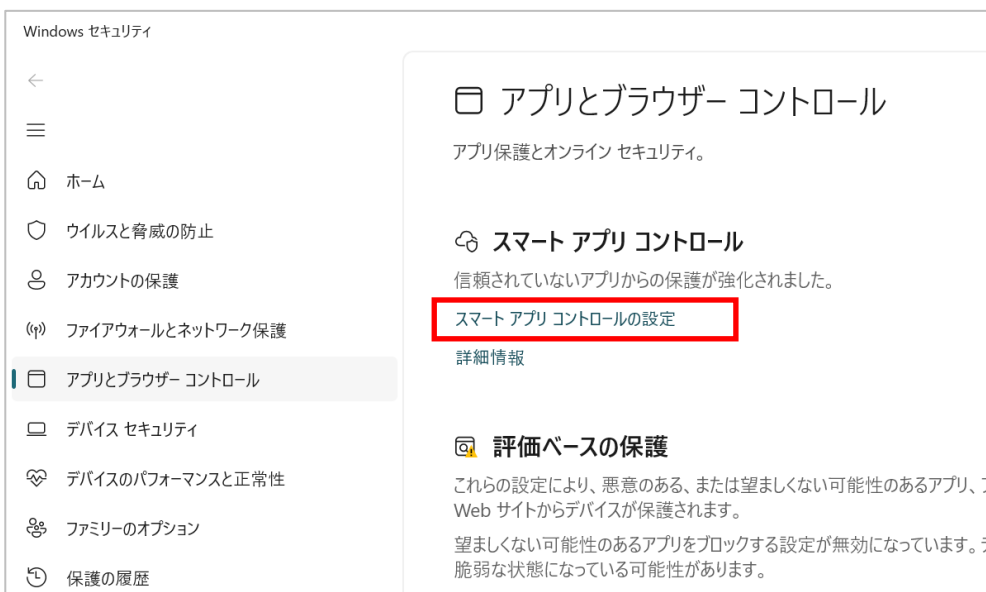 Windows セキュリティ
ホーム
ウイルスと脅威の防止
アカウントの保護
ファイアウォールとネットワーク保護
アプリとブラウザー コントロール
デバイス セキュリティ
デバイスのパフォーマンスと正常性
ファミリーのオプション
保護の履歴
アプリとブラウザー コントロール
アプリ保護とオンライン セキュリティ。
スマート アプリ コントロール
信頼されていないアプリからの保護が強化されました。
スマート アプリ コントロールの設定
詳細情報
評価ベースの保護
これらの設定により、悪意のある、または望ましくない可能性のあるアプリ、
Web サイトからデバイスが保護されます。
望ましくない可能性のあるアプリをブロックする設定が無効になっています。
脆弱な状態になっている可能性があります。